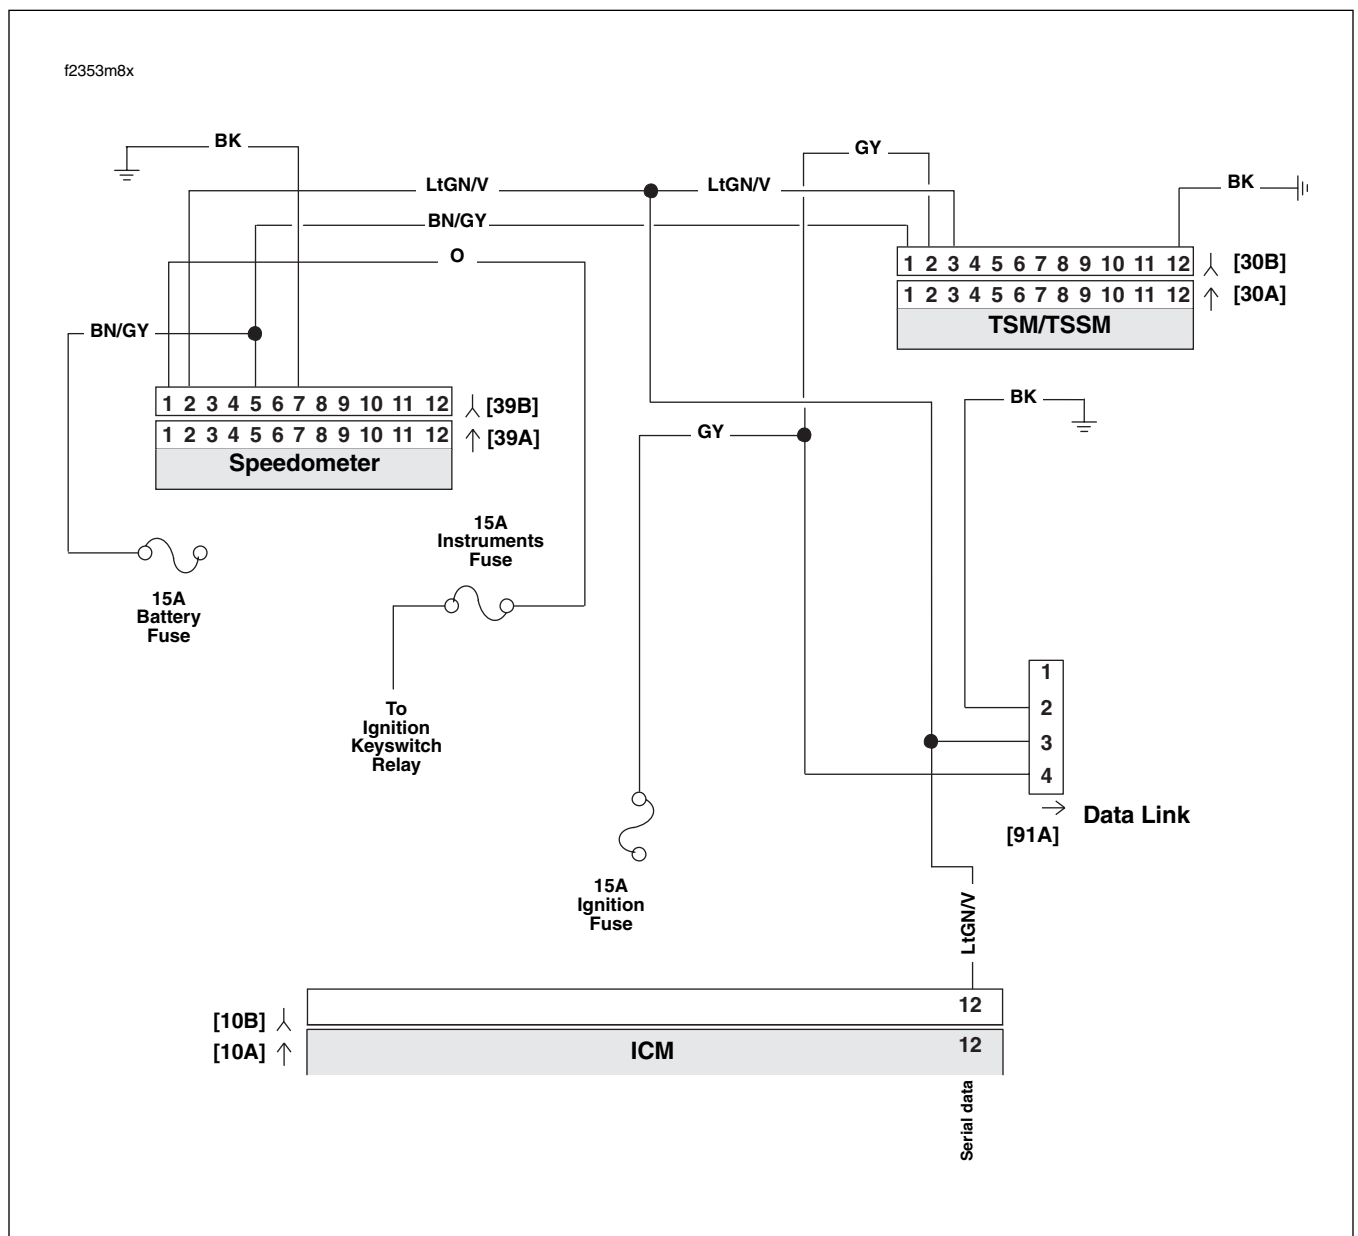 f2353m8x
BK
GY
LtGN/V
LtGN/V
BK
BN/GY
O
1 2 3 4 5 6 7 8 9 10 11 12
[30B]
1 2 3 4 5 6 7 8 9 10 11 12
[30A]
TSM/TSSM
BN/GY
1 2 3 4 5 6 7 8 9 10 11 12
[39B]
1 2 3 4 5 6 7 8 9 10 11 12
[39A]
Speedometer
BK
GY
15A
Instruments
Fuse
15A
Battery
Fuse
To
Ignition
Keyswitch
Relay
1
2
3
4
Data Link
[91A]
15A
Ignition
Fuse
LtGN/V
[10B]
12
[10A]
ICM
12
Serial data